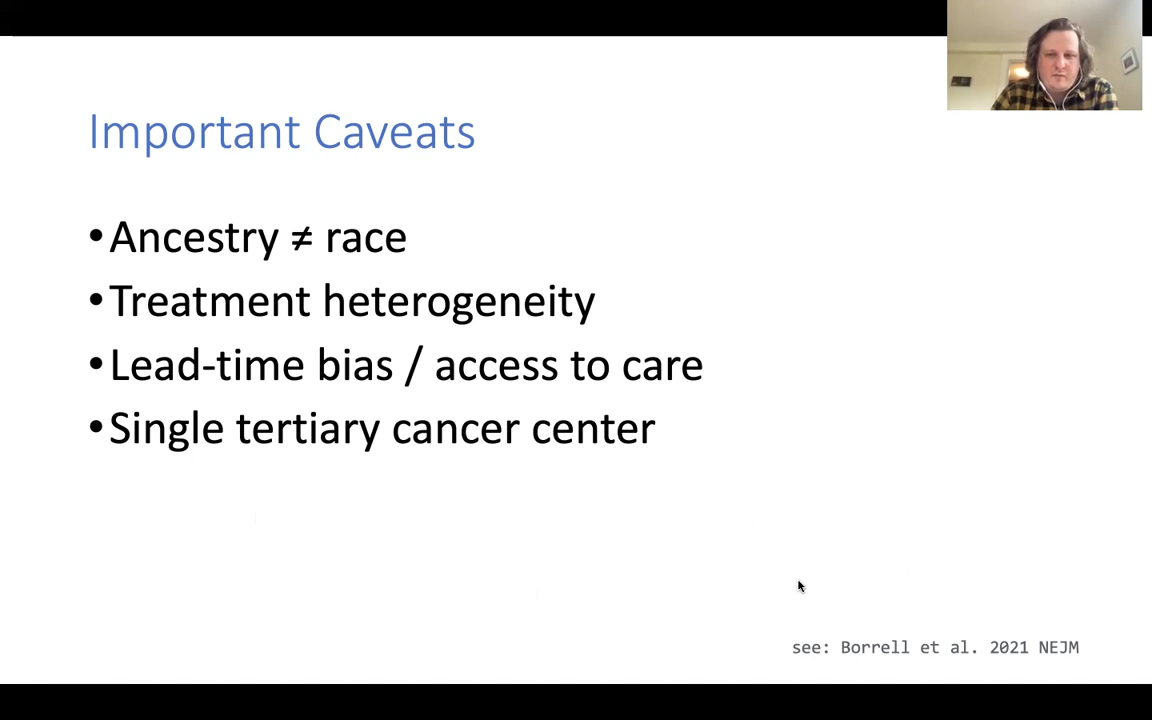 Important Caveats
•Ancestry ≠ race
•Treatment heterogeneity
•Lead-time bias / access to care
•Single tertiary cancer center
see: Borrell et al. 2021 NEJM